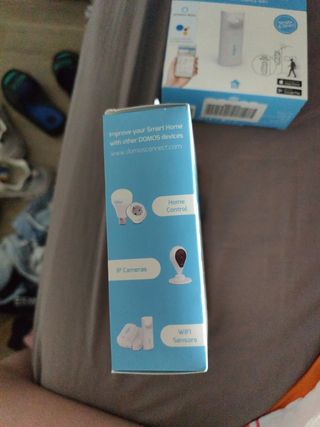 Improve your Smart Home
with other DOMOS devices
www.domosconnect.com
Home
Control
IP Cameras
WIFI
Sensors